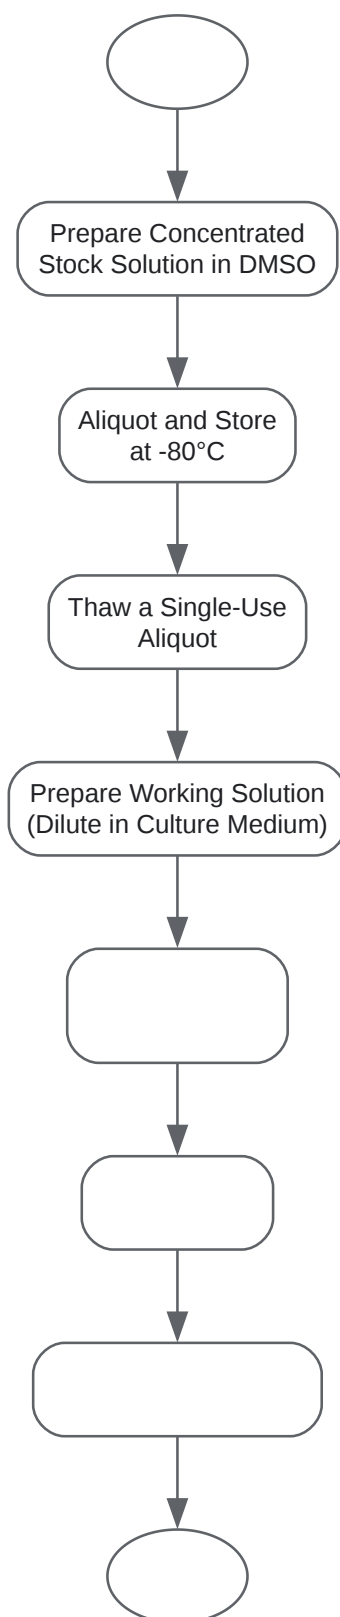 Prepare Concentrated
Stock Solution in DMSO
Aliquot and Store
at -80°C
Thaw a Single-Use
Aliquot
Prepare Working Solution
(Dilute in Culture Medium)